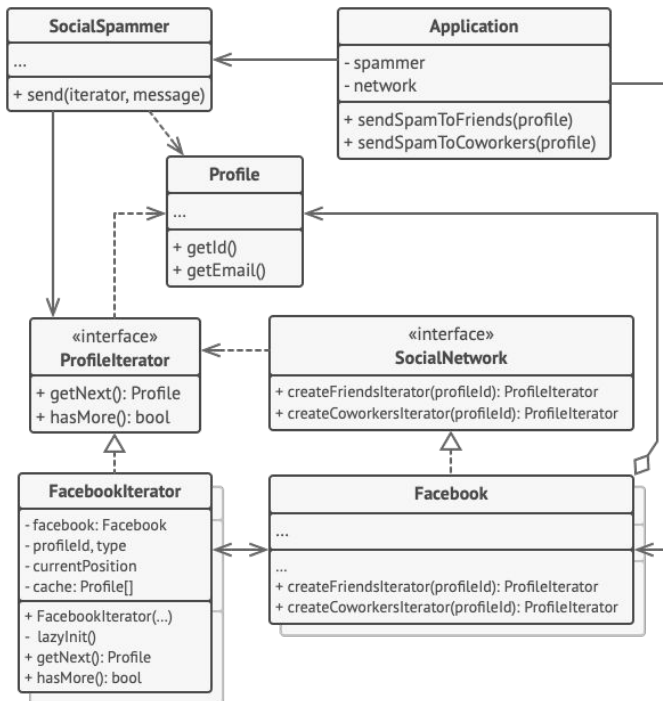 SocialSpammer
...
+ send(iterator, message)
Application
- spammer
- network
+ sendSpamToFriends(profile)
+ sendSpamToCoworkers(profile)
Profile
...
+ getId()
+ getEmail()
«interface»
ProfileIterator
+ getNext(): Profile
+ hasMore(): bool
«interface»
SocialNetwork
+ createFriendsIterator(profileId): ProfileIterator
+ createCoworkersIterator(profileId): ProfileIterator
FacebookIterator
- facebook: Facebook
- profileId, type
- currentPosition
- cache: Profile[]
+ FacebookIterator(...)
- lazyInit()
+ getNext(): Profile
+ hasMore(): bool
Facebook
...
...
+ createFriendsIterator(profileId): ProfileIterator
+ createCoworkersIterator(profileId): ProfileIterator